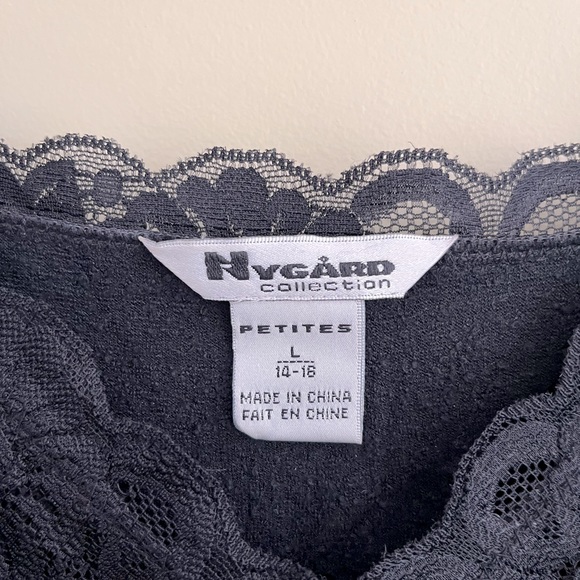 NYGÅRD
collection
PETITES
L
14-16
MADE IN CHINA
FAIT EN CHINE